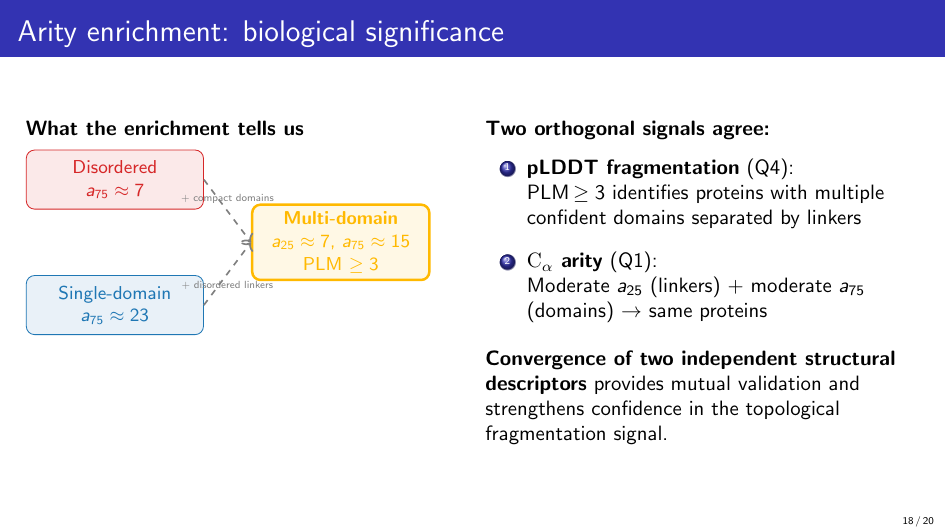 Arity enrichment: biological significance
What the enrichment tells us
Disordered
a₇₅ ≈ 7
+ compact domains
Multi-domain
a₂₅ ≈ 7, a₇₅ ≈ 15
PLM ≥ 3
+ disordered linkers
Single-domain
a₇₅ ≈ 23
Two orthogonal signals agree:
1 pLDDT fragmentation (Q4):
PLM ≥ 3 identifies proteins with multiple
confident domains separated by linkers
2 Cα arity (Q1):
Moderate a₂₅ (linkers) + moderate a₇₅
(domains) → same proteins
Convergence of two independent structural
descriptors provides mutual validation and
strengthens confidence in the topological
fragmentation signal.
18 / 20